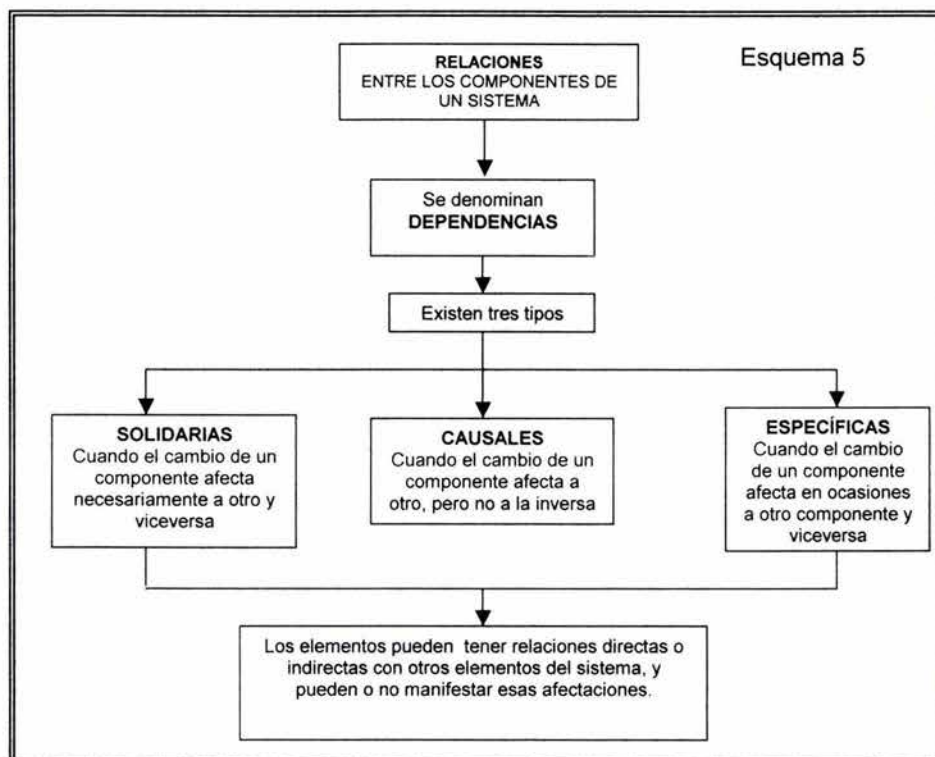 Esquema 5
RELACIONES
ENTRE LOS COMPONENTES DE
UN SISTEMA
Se denominan
DEPENDENCIAS
Existen tres tipos
SOLIDARIAS
Cuando el cambio de un
componente afecta
necesariamente a otro y
viceversa
CAUSALES
Cuando el cambio de un
componente afecta a
otro, pero no a la inversa
ESPECÍFICAS
Cuando el cambio
de un componente
afecta en ocasiones
a otro componente y
viceversa
Los elementos pueden tener relaciones directas o
indirectas con otros elementos del sistema, y
pueden o no manifestar esas afectaciones.